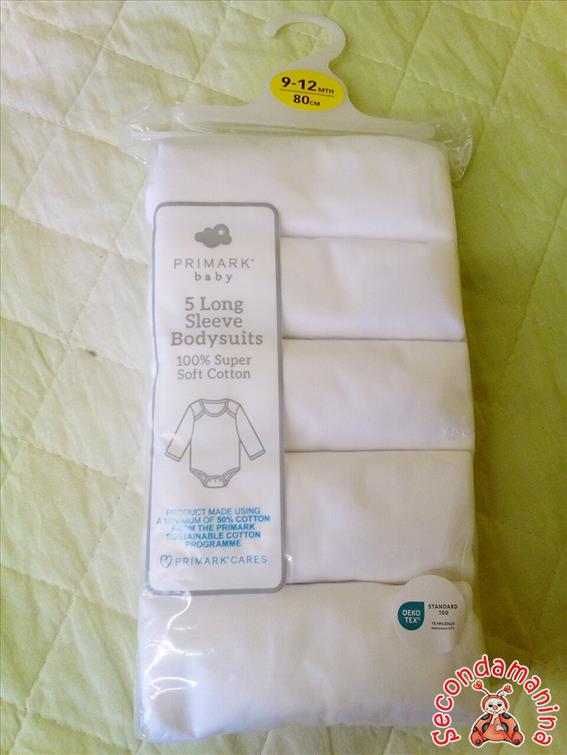 9-12 MTH
80CM
PRIMARK®
baby
5 Long
Sleeve
Bodysuits
100% Super
Soft Cotton
PRODUCT MADE USING
A MINIMUM OF 50% COTTON
FROM THE PRIMARK
SUSTAINABLE COTTON
PROGRAMME
PRIMARK® CARES
OEKO
TEX®
STANDARD
100
secondamanina